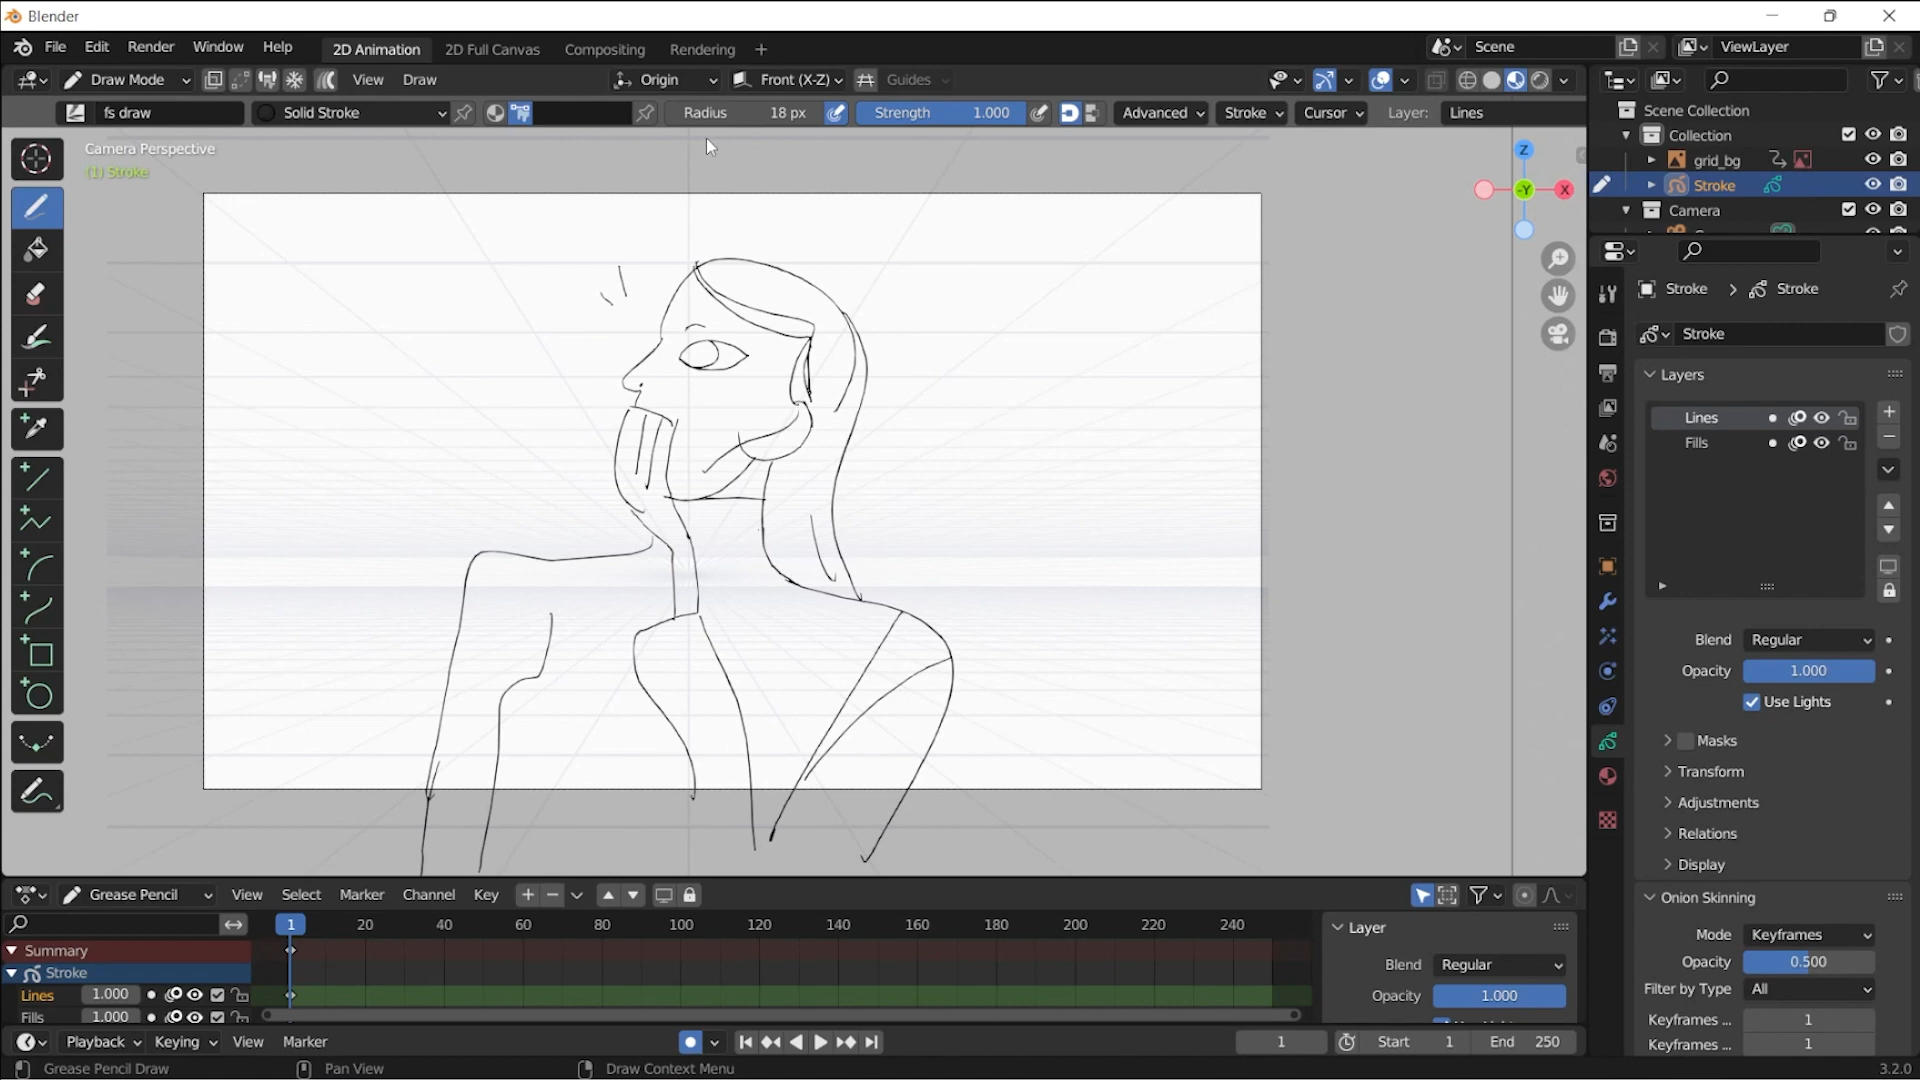 Blender
File Edit Render Window Help 2D Animation 2D Full Canvas Compositing Rendering + Scene ViewLayer
Draw Mode View Draw Origin Front (X-Z) Guides
fs draw Solid Stroke Radius 18 px Strength 1.000 Advanced Stroke Cursor Layer: Lines
Camera Perspective
(1) Stroke
Z
-Y
X
Scene Collection
Collection
grid_bg
Stroke
Camera
Stroke > Stroke
Stroke
Layers
Lines
Fills
Blend Regular
Opacity 1.000
Use Lights
Masks
Transform
Adjustments
Relations
Display
Onion Skinning
Mode Keyframes
Opacity 0.500
Filter by Type All
Keyframes ... 1
Keyframes ... 1
Grease Pencil View Select Marker Channel Key
1 20 40 60 80 100 120 140 160 180 200 220 240
Summary
Stroke
Lines 1.000
Fills 1.000
Layer
Blend Regular
Opacity 1.000
Playback Keying View Marker 1 Start 1 End 250
Grease Pencil Draw Pan View Draw Context Menu 3.2.0